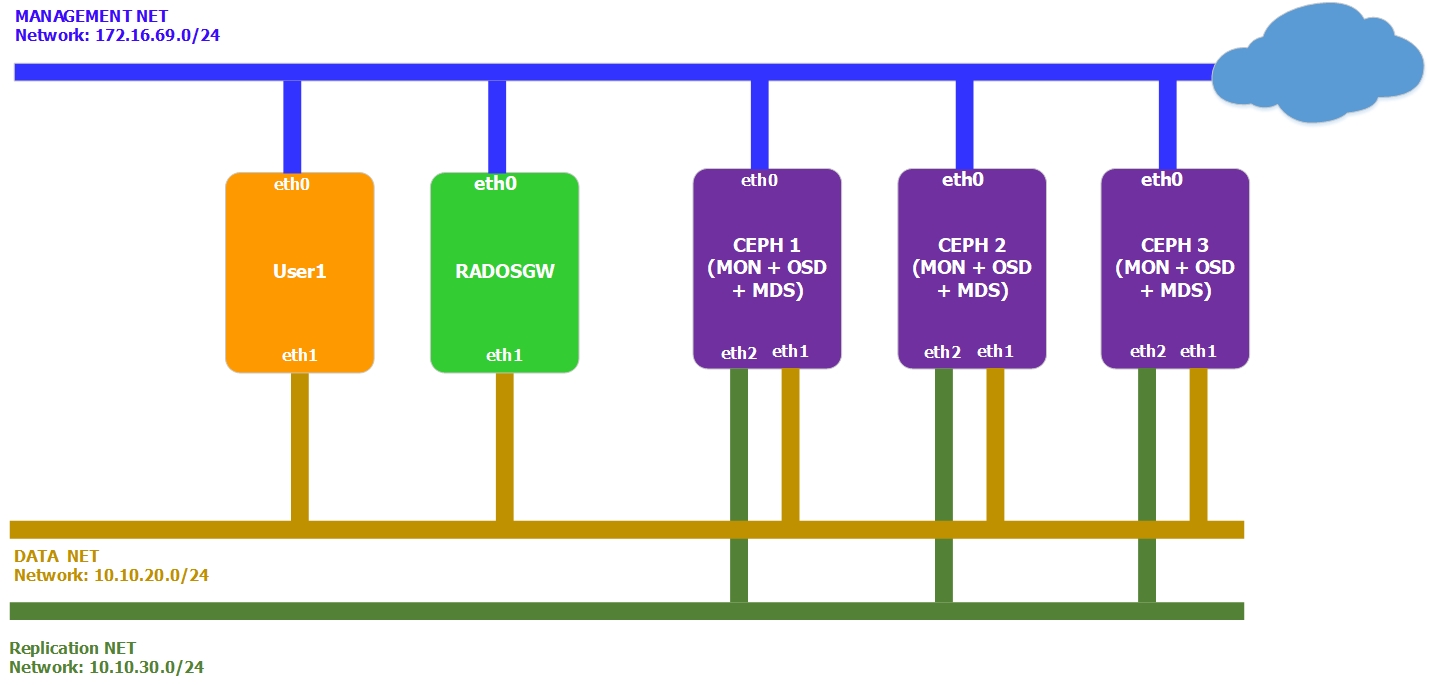 MANAGEMENT NET
Network: 172.16.69.0/24
eth0
eth0
eth0
eth0
eth0
User1
RADOSGW
CEPH 1
(MON + OSD
+ MDS)
CEPH 2
(MON + OSD
+ MDS)
CEPH 3
(MON + OSD
+ MDS)
eth1
eth1
eth2
eth1
eth2
eth1
eth2
eth1
DATA NET
Network: 10.10.20.0/24
Replication NET
Network: 10.10.30.0/24